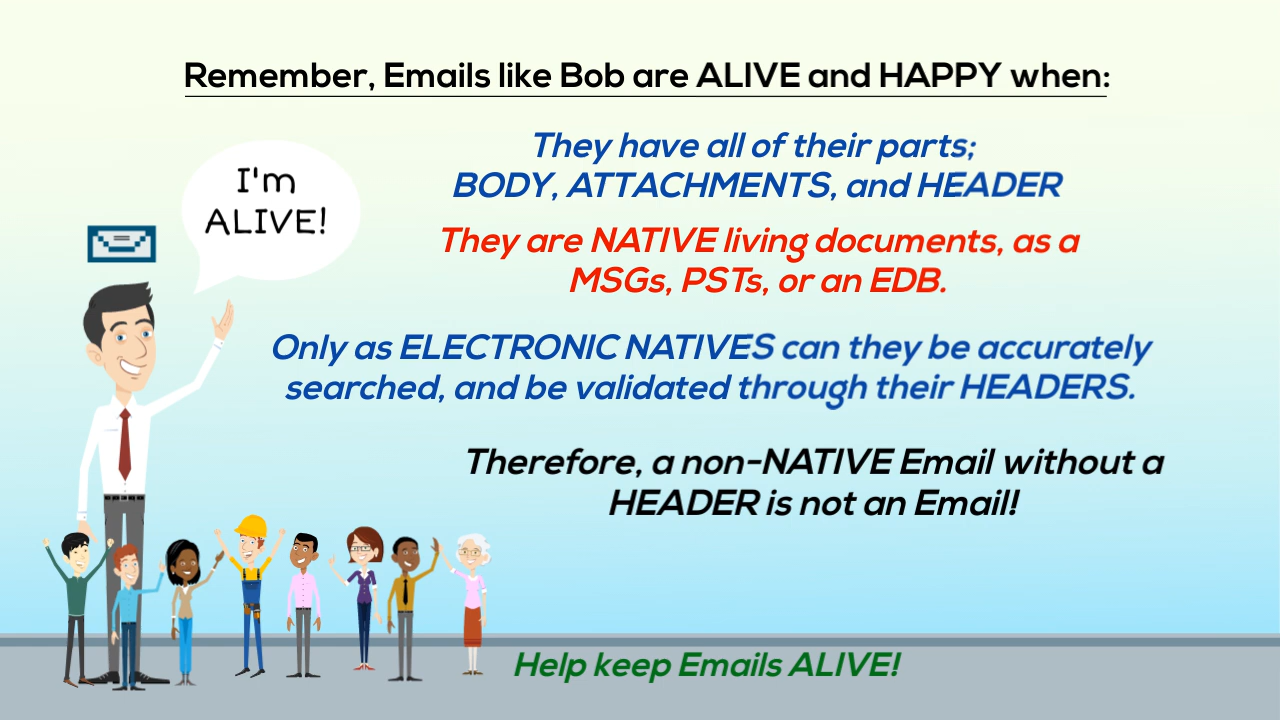 Remember, Emails like Bob are ALIVE and HAPPY when:
They have all of their parts;
BODY, ATTACHMENTS, and HEADER
I'm
ALIVE!
They are NATIVE living documents, as a
MSGs, PSTs, or an EDB.
Only as ELECTRONIC NATIVES can they be accurately
searched, and be validated through their HEADERS.
Therefore, a non-NATIVE Email without a
HEADER is not an Email!
Help keep Emails ALIVE!